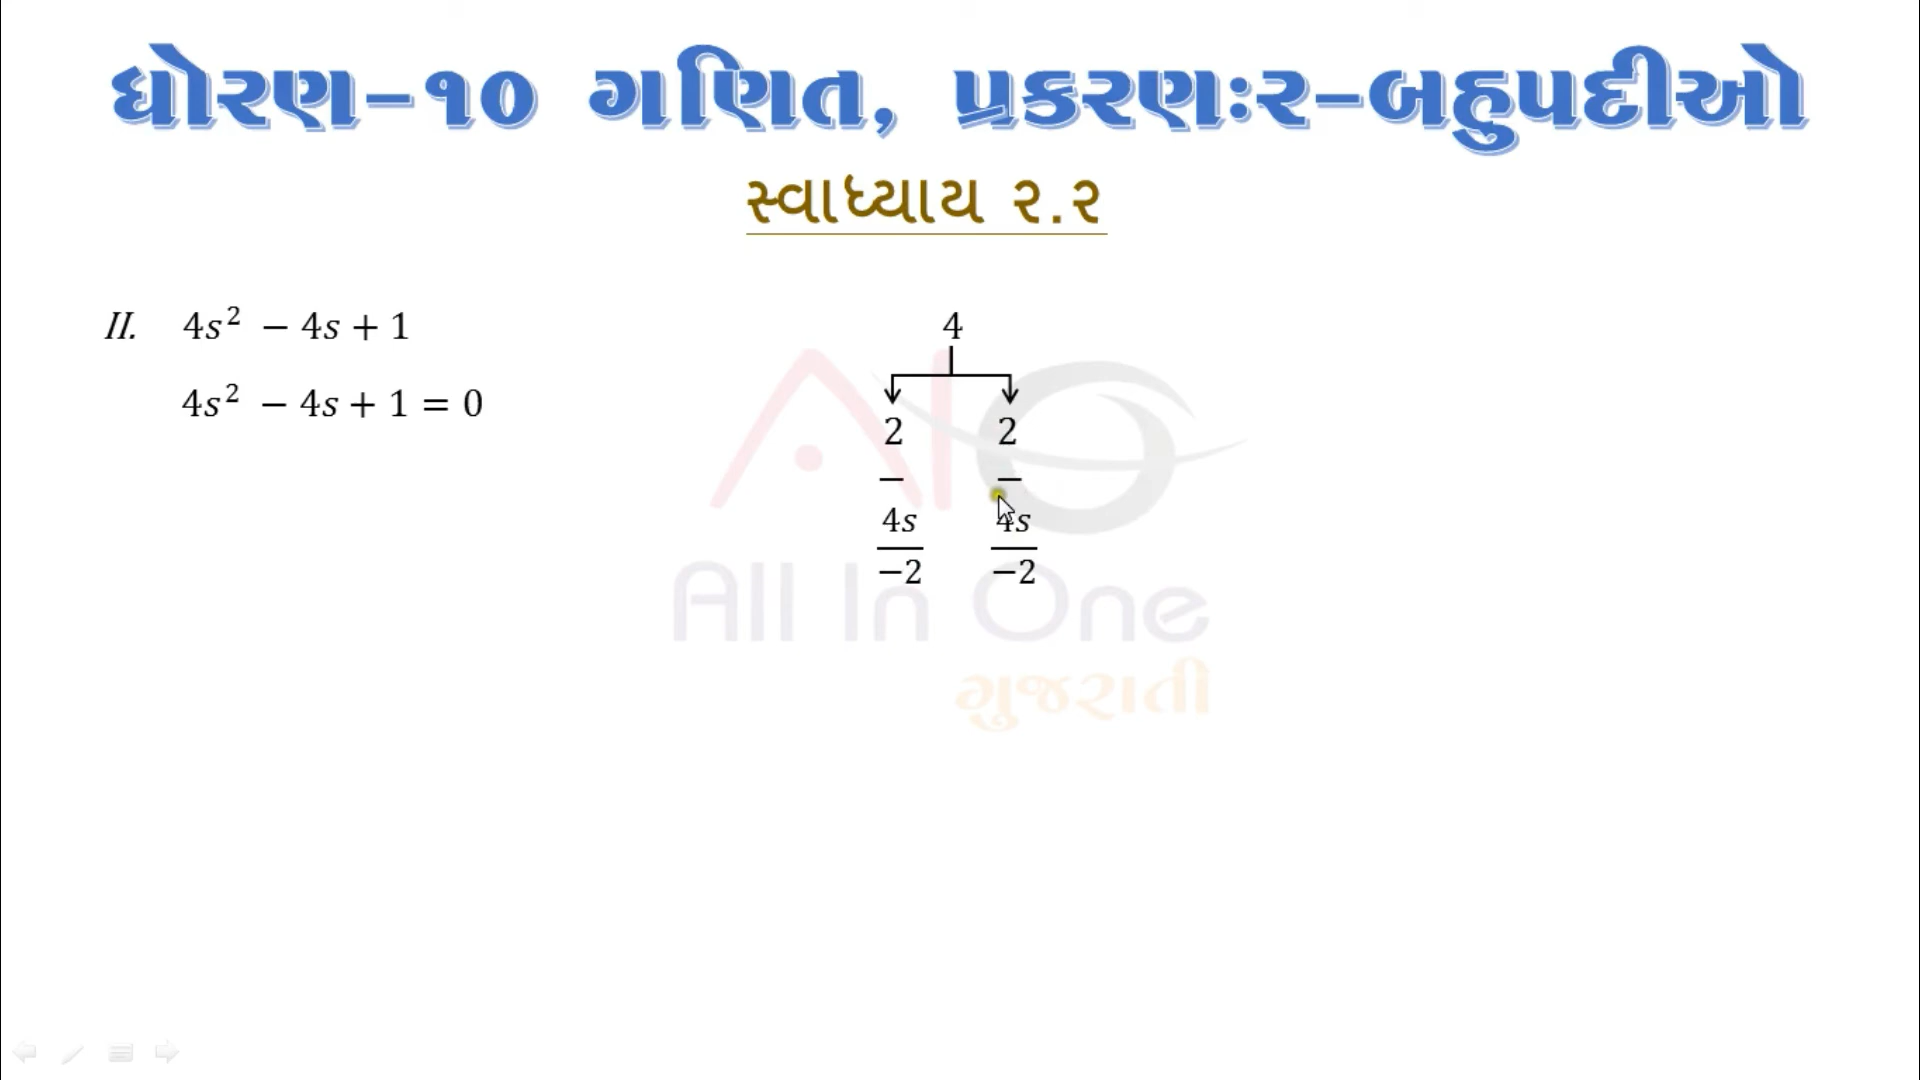 ધોરણ-૧૦ ગણિત, પ્રકરણઃ૨-બહુપદીઓ
સ્વાધ્યાય ૨.૨
II. 4s² − 4s + 1
4s² − 4s + 1 = 0
4
2 2
− −
4s 4s
−2 −2
AIO
All In One
ગુજરાતી